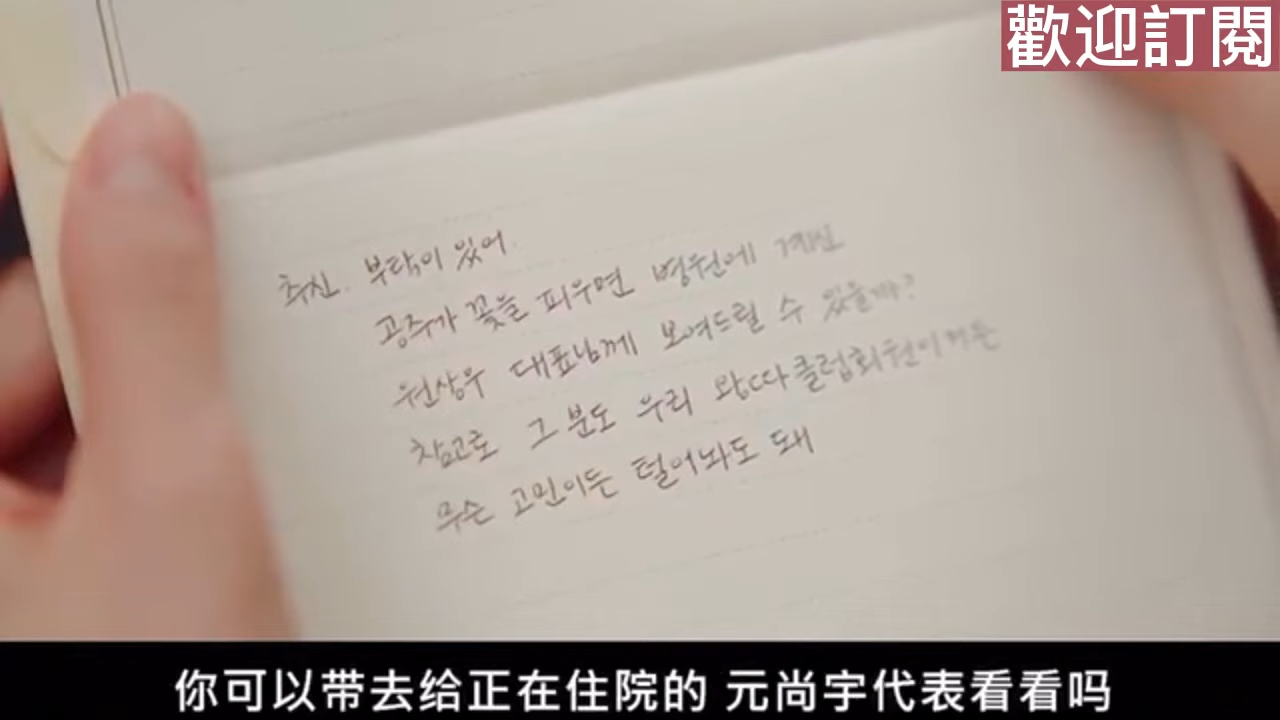 歡迎訂閱
추신. 부탁이 있어.
공주가 꽃을 피우면 병원에 계신
원상우 대표님께 보여드릴 수 있을까?
참고로 그 분도 우리 왕따클럽회원이거든
무슨 고민이든 털어놔도 돼
你可以带去给正在住院的 元尚宇代表看看吗